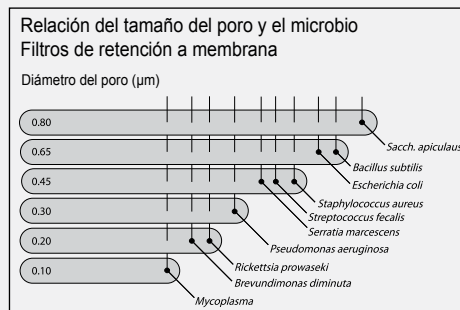 Relación del tamaño del poro y el microbio
Filtros de retención a membrana
Diámetro del poro (µm)
0.80
Sacch. apiculaus
0.65
Bacillus subtilis
Escherichia coli
0.45
Staphylococcus aureus
Streptococcus fecalis
Serratia marcescens
0.30
Pseudomonas aeruginosa
0.20
Rickettsia prowaseki
Brevundimonas diminuta
0.10
Mycoplasma